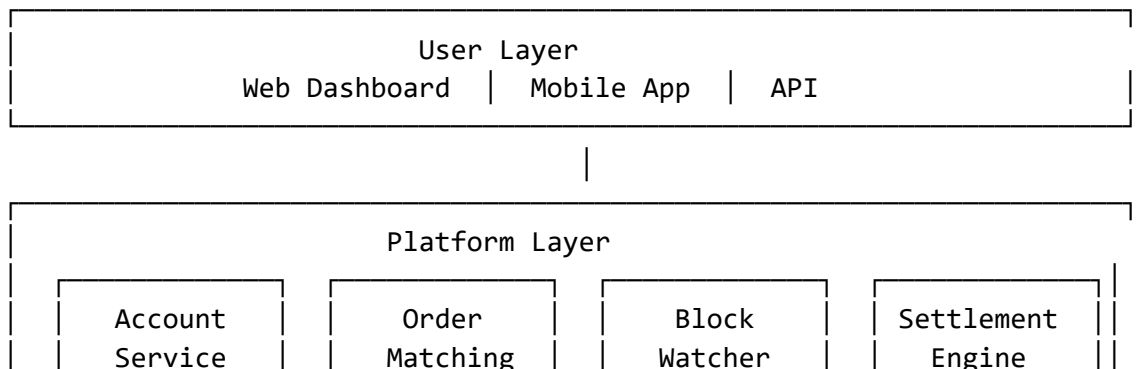 User Layer
Web Dashboard │ Mobile App │ API
Platform Layer
Account Order Block Settlement
Service Matching Watcher Engine